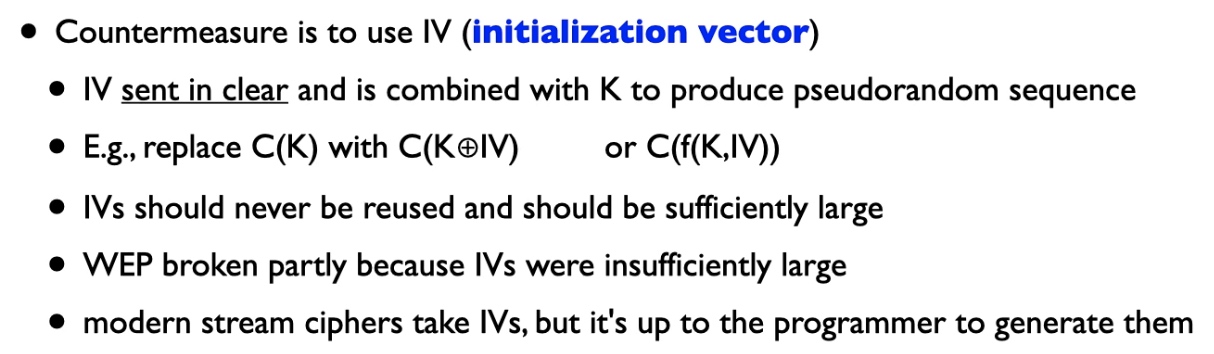 • Countermeasure is to use IV (initialization vector)
• IV sent in clear and is combined with K to produce pseudorandom sequence
• E.g., replace C(K) with C(K⊕IV) or C(f(K,IV))
• IVs should never be reused and should be sufficiently large
• WEP broken partly because IVs were insufficiently large
• modern stream ciphers take IVs, but it's up to the programmer to generate them